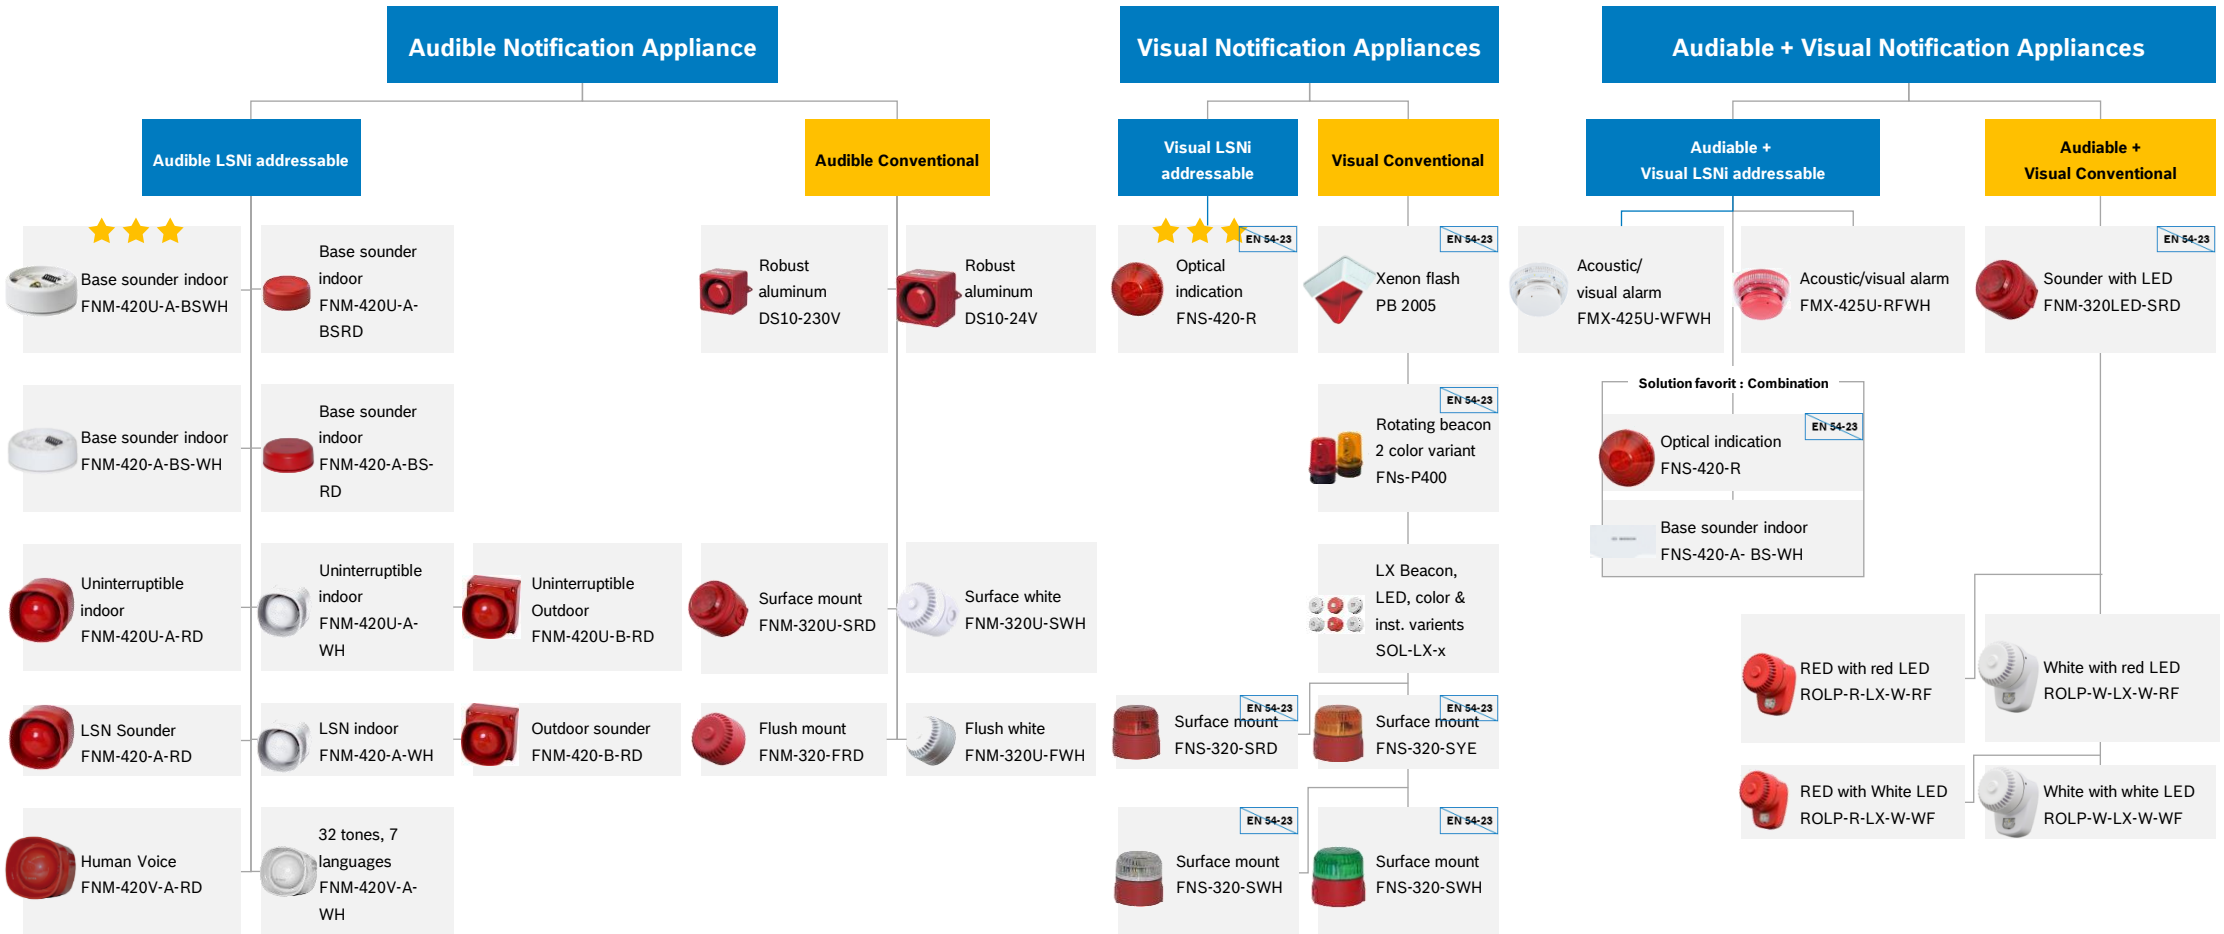 Audible Notification Appliance
Audible LSNi addressable
Base sounder indoor
FNM-420U-A-BSWH
Base sounder
indoor
FNM-420U-A-
BSRD
Base sounder indoor
FNM-420-A-BS-WH
Base sounder
indoor
FNM-420-A-BS-
RD
Uninterruptible
indoor
FNM-420U-A-RD
Uninterruptible
indoor
FNM-420U-A-
WH
Uninterruptible
Outdoor
FNM-420U-B-RD
LSN Sounder
FNM-420-A-RD
LSN indoor
FNM-420-A-WH
Outdoor sounder
FNM-420-B-RD
Human Voice
FNM-420V-A-RD
32 tones, 7
languages
FNM-420V-A-
WH
Audible Conventional
Robust
aluminum
DS10-230V
Robust
aluminum
DS10-24V
Surface mount
FNM-320U-SRD
Surface white
FNM-320U-SWH
Flush mount
FNM-320-FRD
Flush white
FNM-320U-FWH
Visual Notification Appliances
Visual LSNi
addressable
EN 54-23
Optical
indication
FNS-420-R
Visual Conventional
EN 54-23
Xenon flash
PB 2005
EN 54-23
Rotating beacon
2 color variant
FNs-P400
LX Beacon,
LED, color &
inst. varients
SOL-LX-x
EN 54-23
Surface mount
FNS-320-SRD
EN 54-23
Surface mount
FNS-320-SYE
EN 54-23
Surface mount
FNS-320-SWH
EN 54-23
Surface mount
FNS-320-SWH
Audiable + Visual Notification Appliances
Audiable +
Visual LSNi addressable
Acoustic/
visual alarm
FMX-425U-WFWH
Acoustic/visual alarm
FMX-425U-RFWH
Solution favorit : Combination
EN 54-23
Optical indication
FNS-420-R
Base sounder indoor
FNS-420-A- BS-WH
Audiable +
Visual Conventional
EN 54-23
Sounder with LED
FNM-320LED-SRD
RED with red LED
ROLP-R-LX-W-RF
White with red LED
ROLP-W-LX-W-RF
RED with White LED
ROLP-R-LX-W-WF
White with white LED
ROLP-W-LX-W-WF